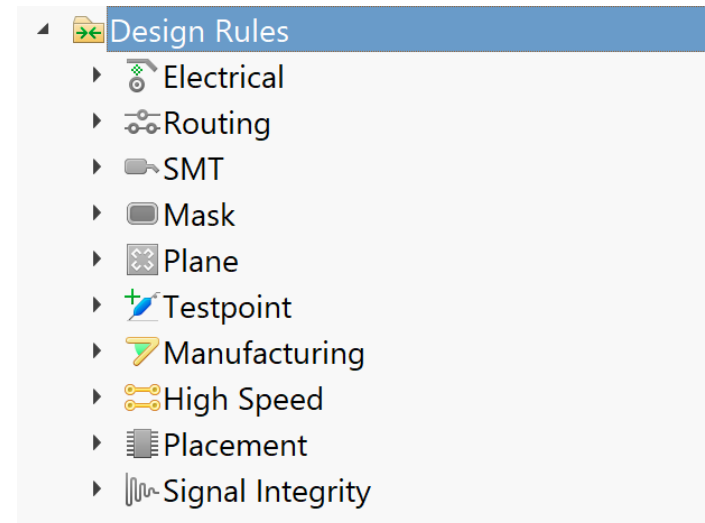 Design Rules
Electrical
Routing
SMT
Mask
Plane
Testpoint
Manufacturing
High Speed
Placement
Signal Integrity